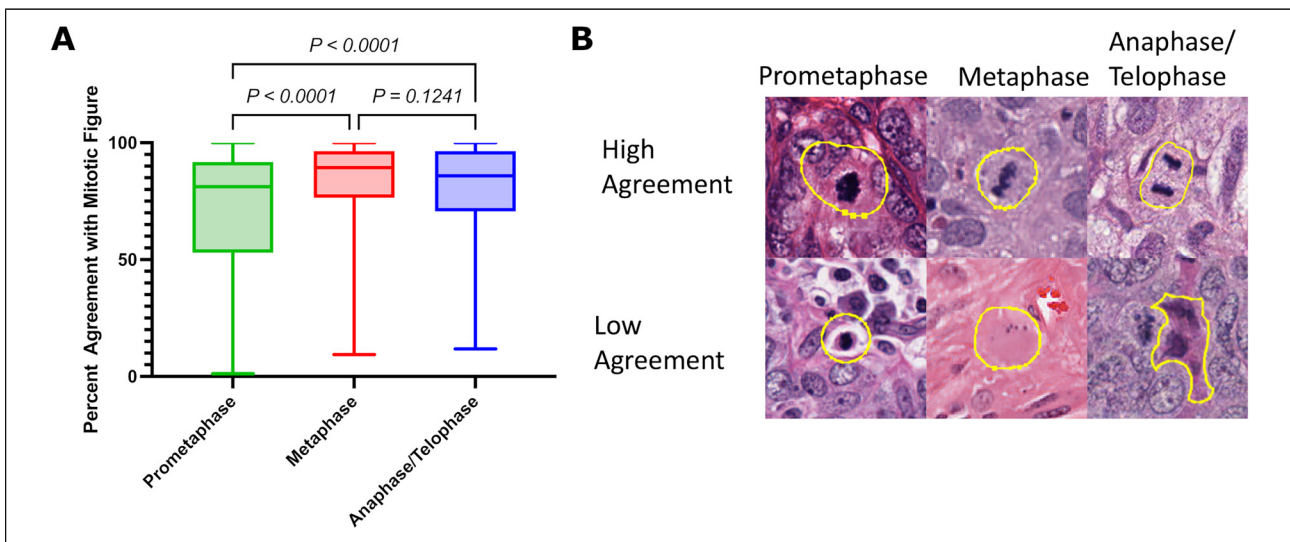 A
P < 0.0001
P < 0.0001
P = 0.1241
Percent Agreement with Mitotic Figure
100
50
0
Prometaphase
Metaphase
Anaphase/Telophase
B
Prometaphase
Metaphase
Anaphase/
Telophase
High
Agreement
Low
Agreement